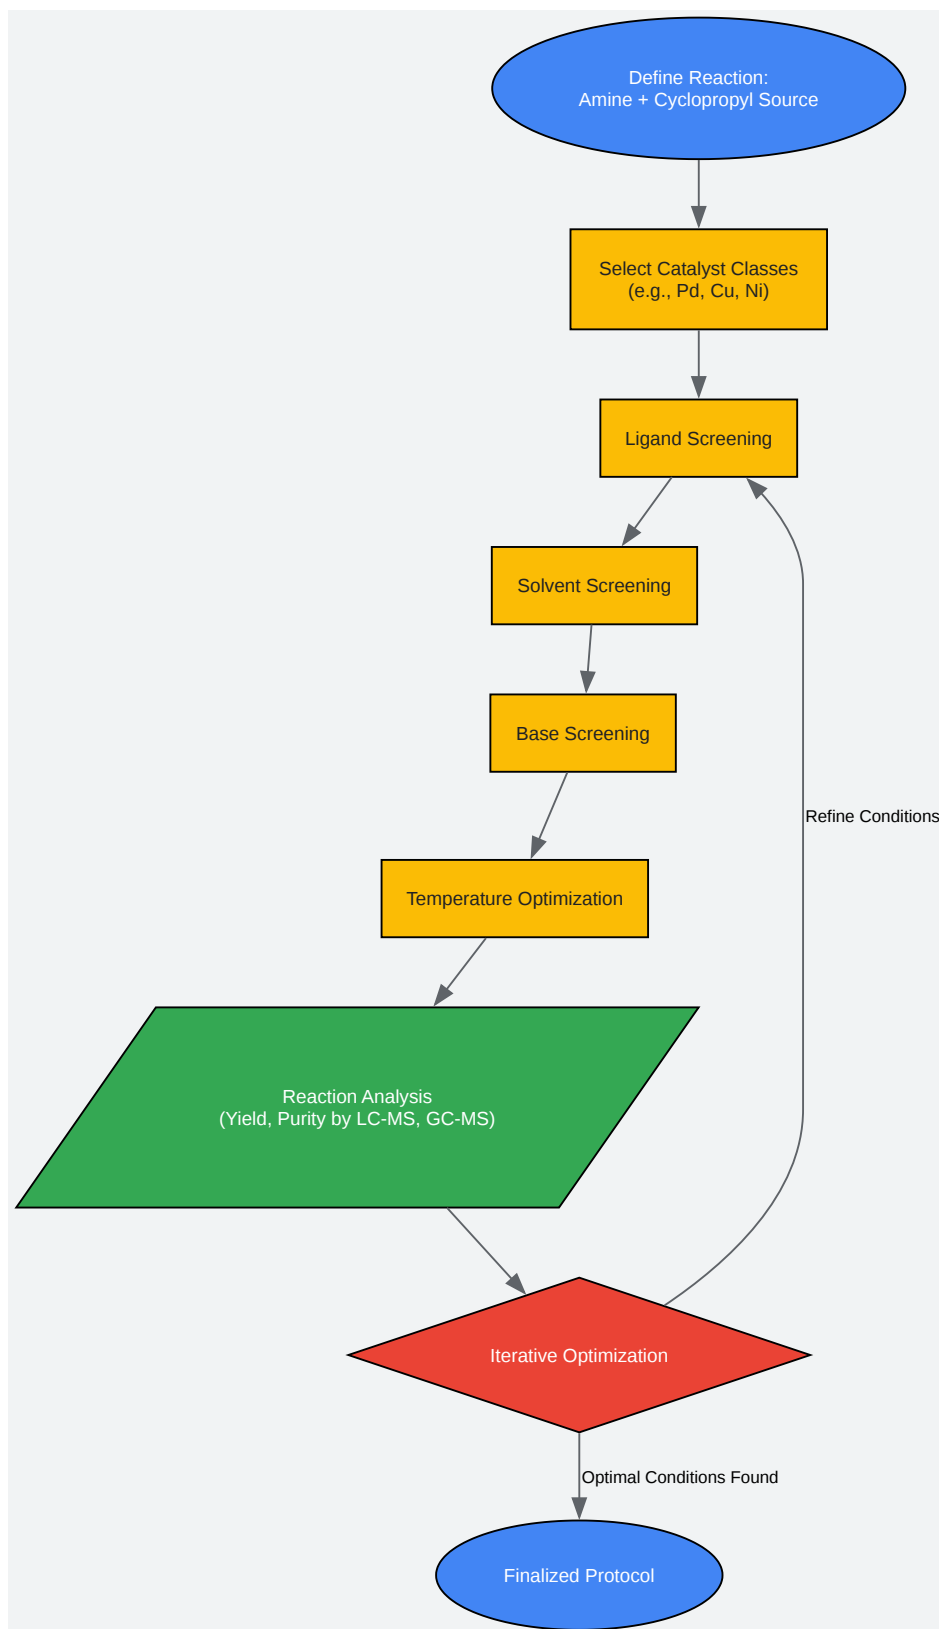 Define Reaction:
Amine + Cyclopropyl Source
Select Catalyst Classes
(e.g., Pd, Cu, Ni)
Ligand Screening
Solvent Screening
Base Screening
Refine Conditions
Temperature Optimization
Reaction Analysis
(Yield, Purity by LC-MS, GC-MS)
Iterative Optimization
Optimal Conditions Found
Finalized Protocol